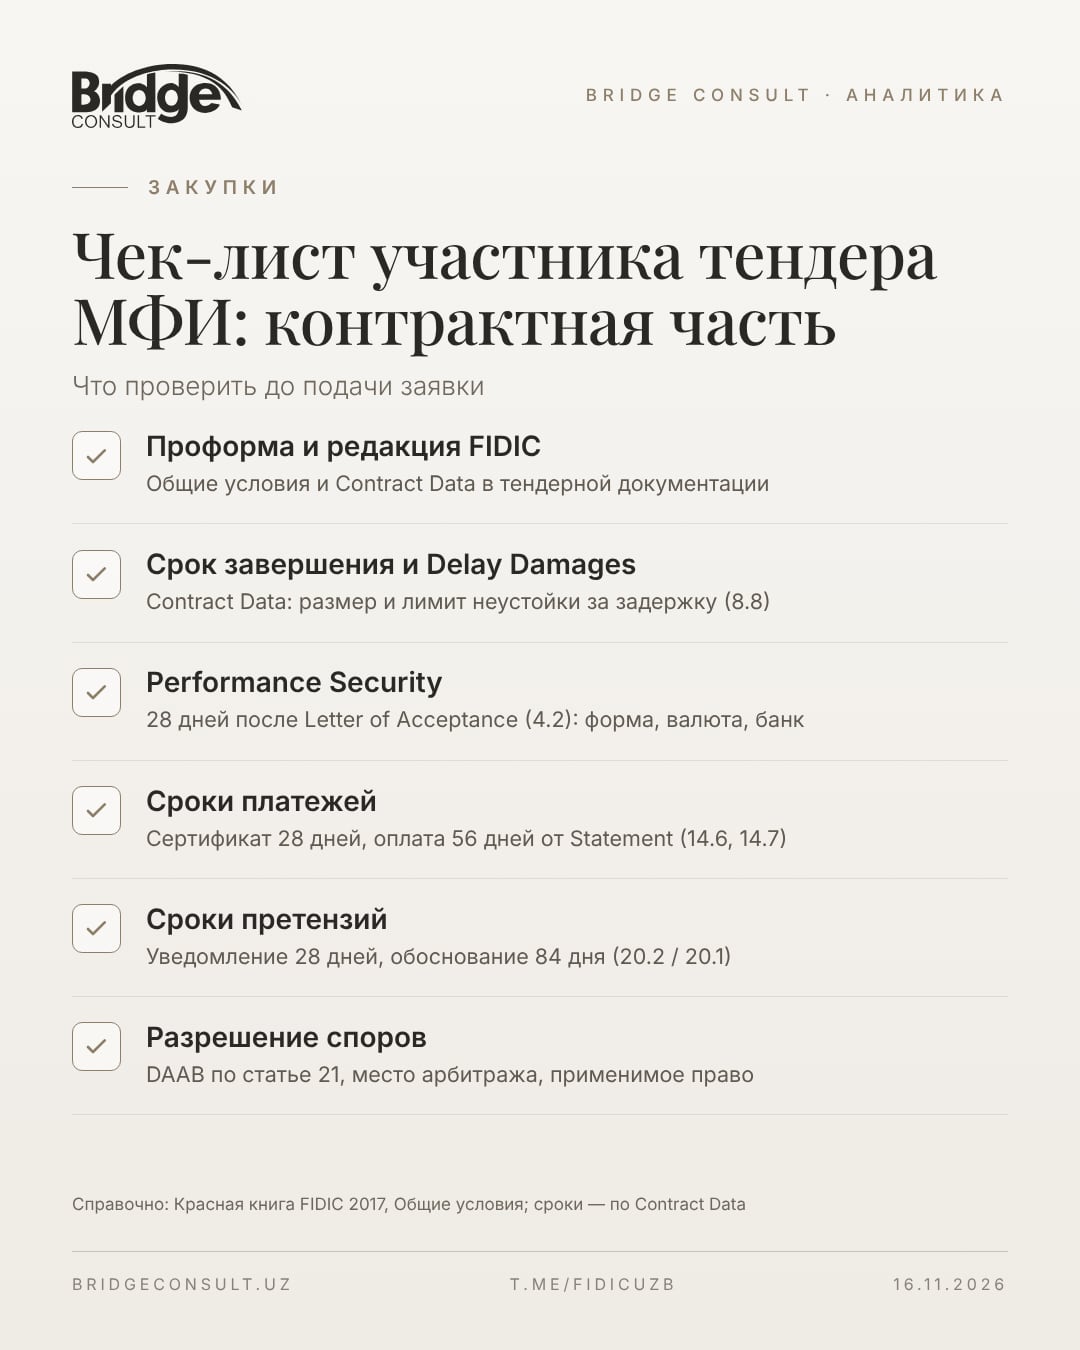 Bridge
CONSULT
BRIDGE CONSULT · АНАЛИТИКА
ЗАКУПКИ
Чек-лист участника тендера
МФИ: контрактная часть
Что проверить до подачи заявки
Проформа и редакция FIDIC
Общие условия и Contract Data в тендерной документации
Срок завершения и Delay Damages
Contract Data: размер и лимит неустойки за задержку (8.8)
Performance Security
28 дней после Letter of Acceptance (4.2): форма, валюта, банк
Сроки платежей
Сертификат 28 дней, оплата 56 дней от Statement (14.6, 14.7)
Сроки претензий
Уведомление 28 дней, обоснование 84 дня (20.2 / 20.1)
Разрешение споров
DAAB по статье 21, место арбитража, применимое право
Справочно: Красная книга FIDIC 2017, Общие условия; сроки — по Contract Data
BRIDGECONSULT.UZ
T.ME/FIDICUZB
16.11.2026